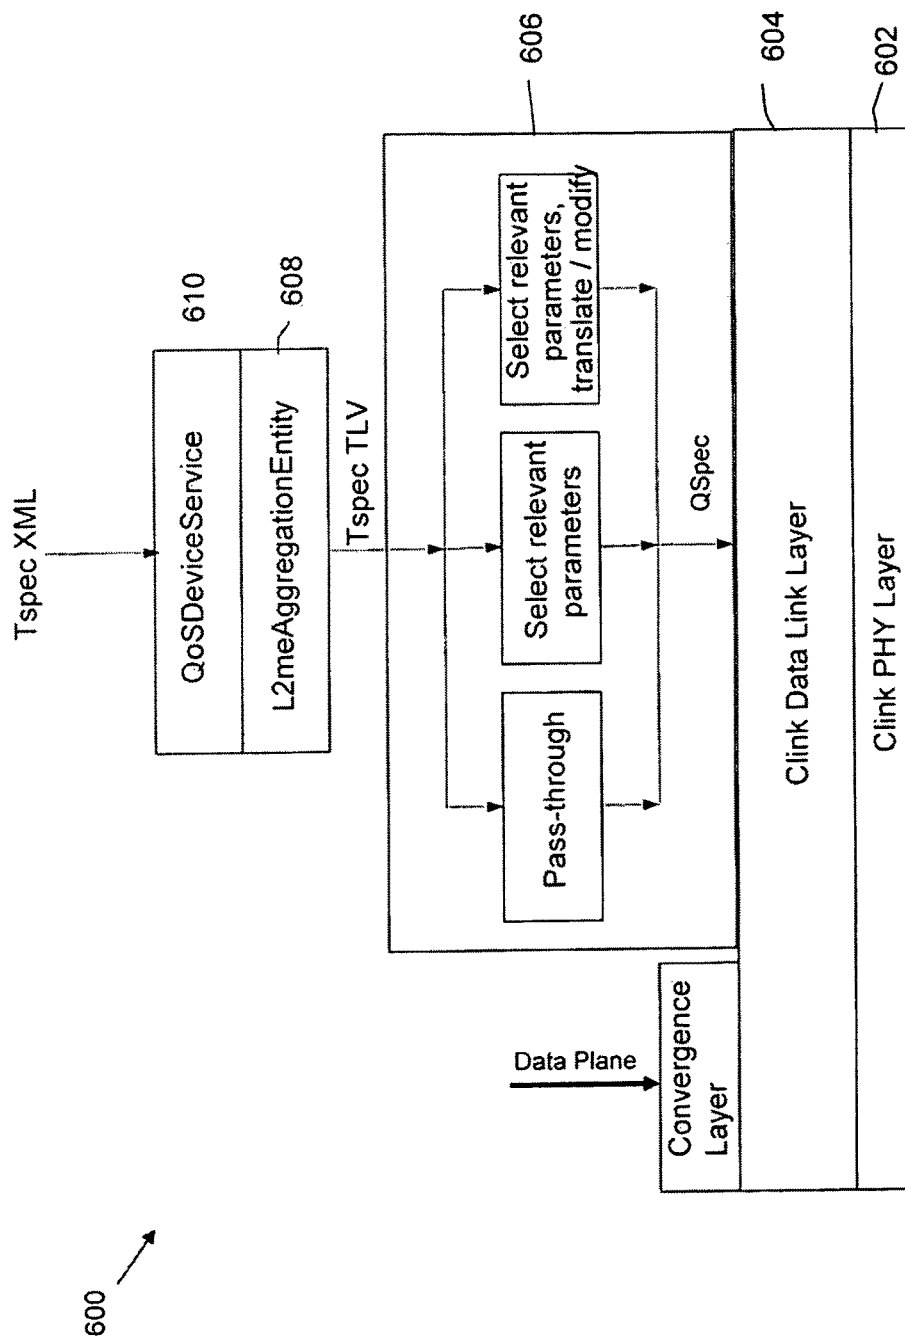 600
Tspec XML
QoSDeviceService
610
L2meAggregationEntity
608
Tspec TLV
606
Pass-through
Select relevant
parameters
Select relevant
parameters,
translate / modify
QSpec
Data Plane
Convergence
Layer
Clink Data Link Layer
604
Clink PHY Layer
602